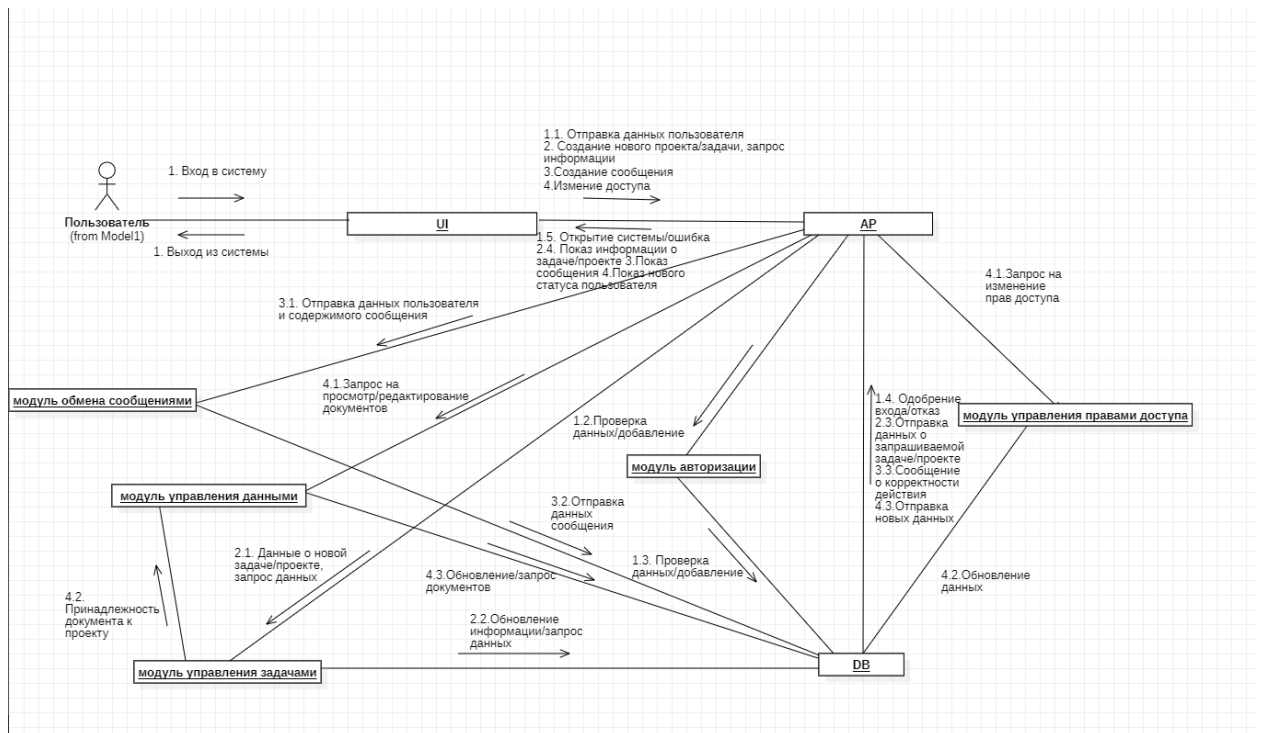 1.1. Отправка данных пользователя
2. Создание нового проекта/задачи, запрос
информации
3.Создание сообщения
4.Измение доступа
1. Вход в систему
Пользователь
(from Model1)
UI
AP
1. Выход из системы
1.5. Открытие системы/ошибка
2.4. Показ информации о
задаче/проекте 3.Показ
сообщения 4.Показ нового
статуса пользователя
4.1.Запрос на
изменение
прав доступа
3.1. Отправка данных пользователя
и содержимого сообщения
модуль обмена сообщениями
4.1.Запрос на
просмотр/редактирование
документов
1.2.Проверка
данных/добавление
1.4. Одобрение
входа/отказ
2.3.Отправка
данных о
запрашиваемой
задаче/проекте
3.3.Сообщение
о корректности
действия
4.3.Отправка
новых данных
модуль управления правами доступа
модуль авторизации
модуль управления данными
3.2.Отправка
данных
сообщения
2.1. Данные о новой
задаче/проекте,
запрос данных
1.3. Проверка
данных/добавление
4.3.Обновление/запрос
документов
4.2.Обновление
данных
4.2.
Принадлежность
документа к
проекту
2.2.Обновление
информации/запрос
данных
модуль управления задачами
DB